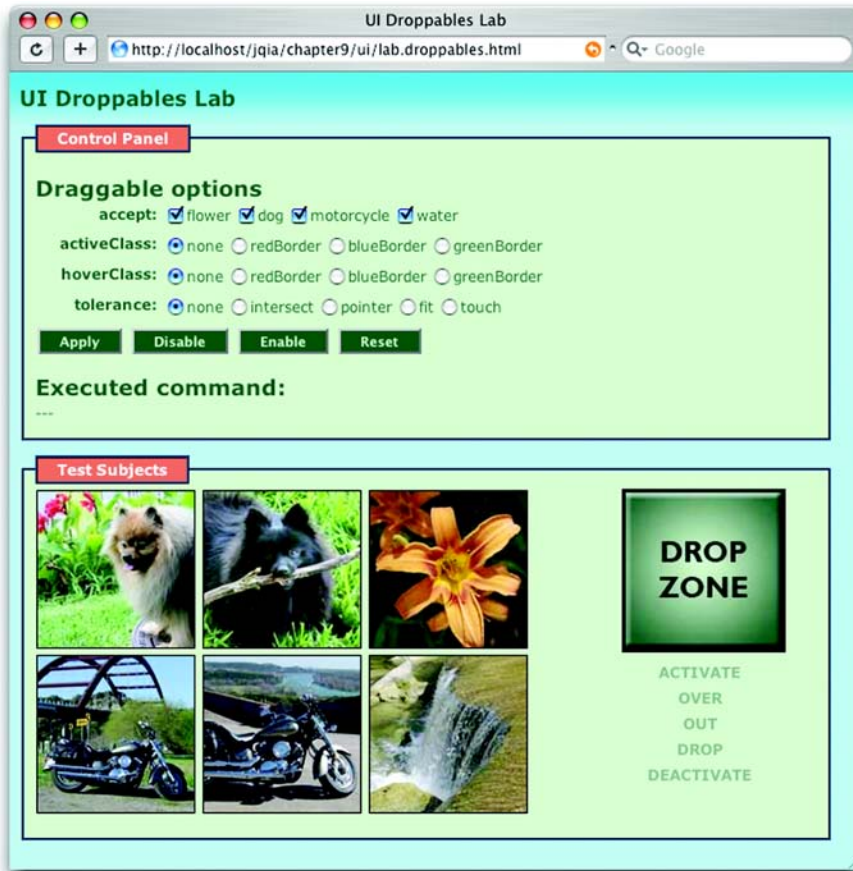 UI Droppables Lab
http://localhost/jqia/chapter9/ui/lab.droppables.html
Google
UI Droppables Lab
Control Panel
Draggable options
accept: flower dog motorcycle water
activeClass: none redBorder blueBorder greenBorder
hoverClass: none redBorder blueBorder greenBorder
tolerance: none intersect pointer fit touch
Apply Disable Enable Reset
Executed command:
---
Test Subjects
DROP
ZONE
ACTIVATE
OVER
OUT
DROP
DEACTIVATE